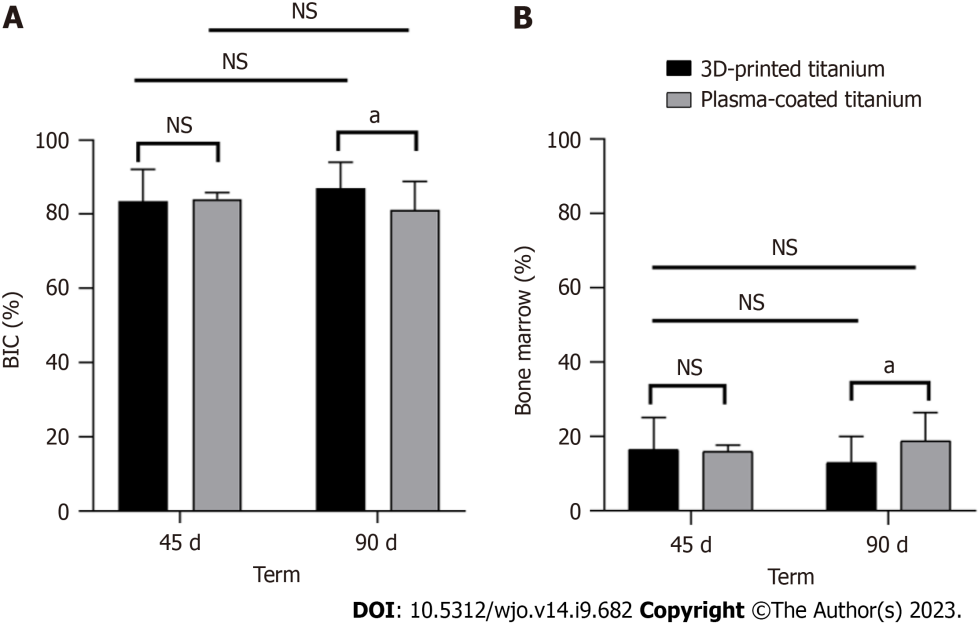 A
NS
NS
NS
a
100
80
60
40
20
0
BIC (%)
45 d
90 d
Term
B
3D-printed titanium
Plasma-coated titanium
100
80
60
40
20
0
Bone marrow (%)
NS
NS
NS
a
45 d
90 d
Term
DOI: 10.5312/wjo.v14.i9.682 Copyright ©The Author(s) 2023.